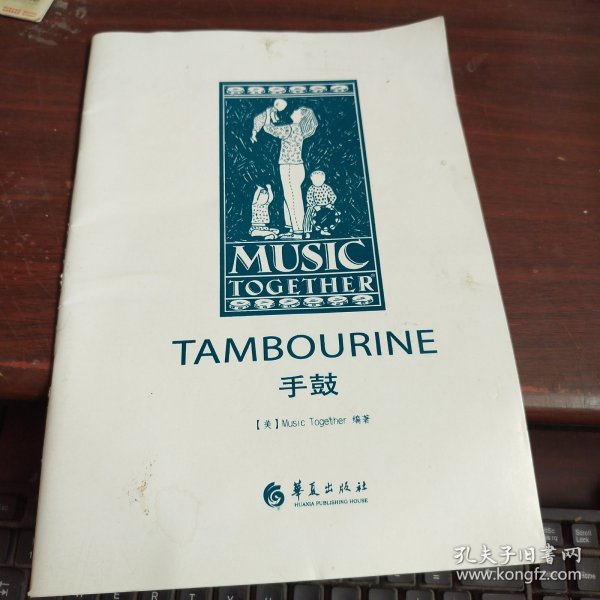 MUSIC
TOGETHER®
TAMBOURINE
手鼓
【美】Music Together 编著
华夏出版社
HUAXIA PUBLISHING HOUSE
孔夫子旧书网
www.kongfz.com